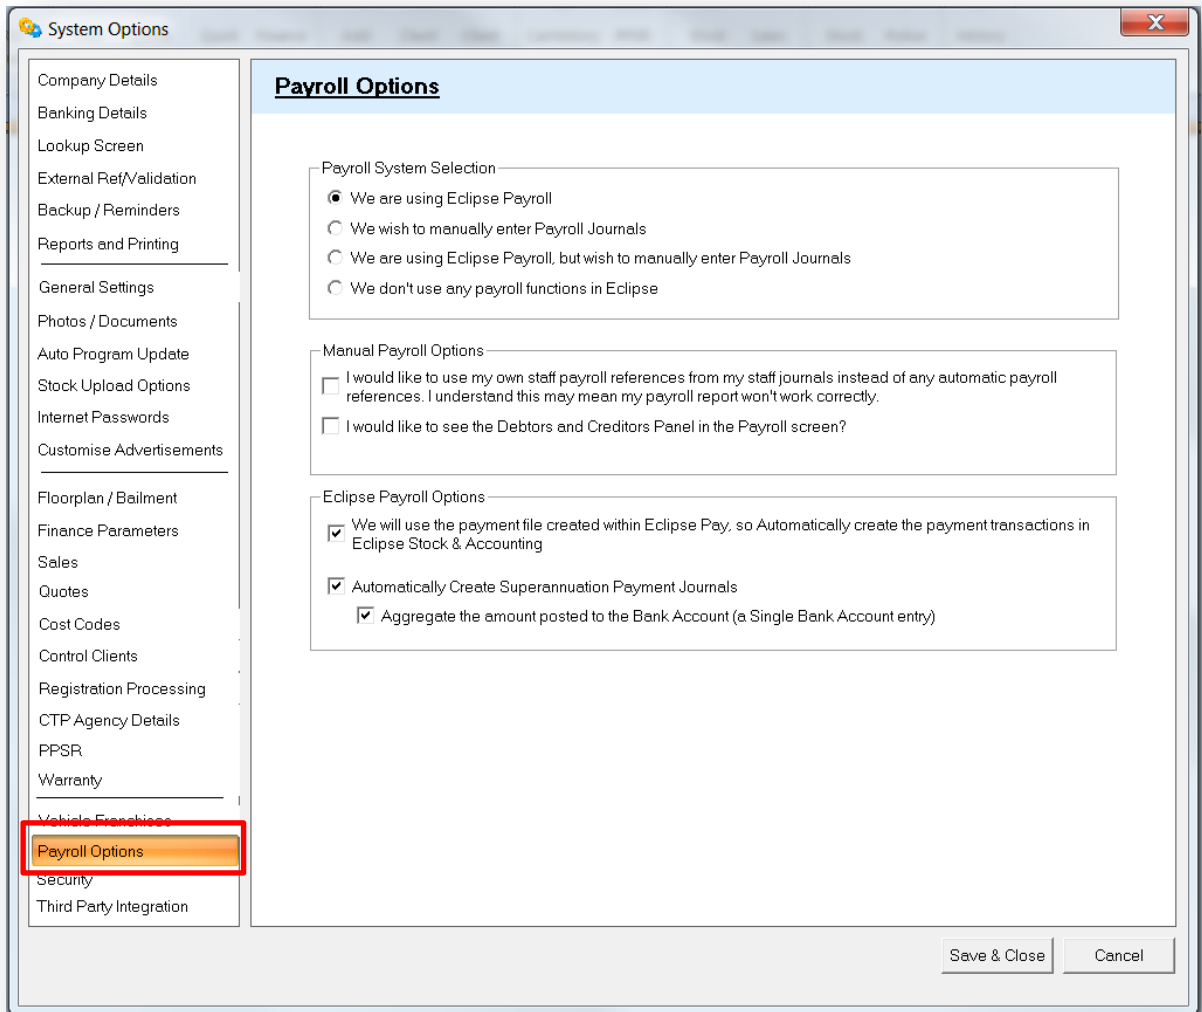 System Options
X
Company Details
Banking Details
Lookup Screen
External Ref/Validation
Backup / Reminders
Reports and Printing
General Settings
Photos / Documents
Auto Program Update
Stock Upload Options
Internet Passwords
Customise Advertisements
Floorplan / Bailment
Finance Parameters
Sales
Quotes
Cost Codes
Control Clients
Registration Processing
CTP Agency Details
PPSR
Warranty
Vehicle Franchises
Payroll Options
Security
Third Party Integration
Payroll Options
Payroll System Selection
We are using Eclipse Payroll
We wish to manually enter Payroll Journals
We are using Eclipse Payroll, but wish to manually enter Payroll Journals
We don't use any payroll functions in Eclipse
Manual Payroll Options
I would like to use my own staff payroll references from my staff journals instead of any automatic payroll
references. I understand this may mean my payroll report won't work correctly.
I would like to see the Debtors and Creditors Panel in the Payroll screen?
Eclipse Payroll Options
We will use the payment file created within Eclipse Pay, so Automatically create the payment transactions in
Eclipse Stock & Accounting
Automatically Create Superannuation Payment Journals
Aggregate the amount posted to the Bank Account (a Single Bank Account entry)
Save & Close
Cancel